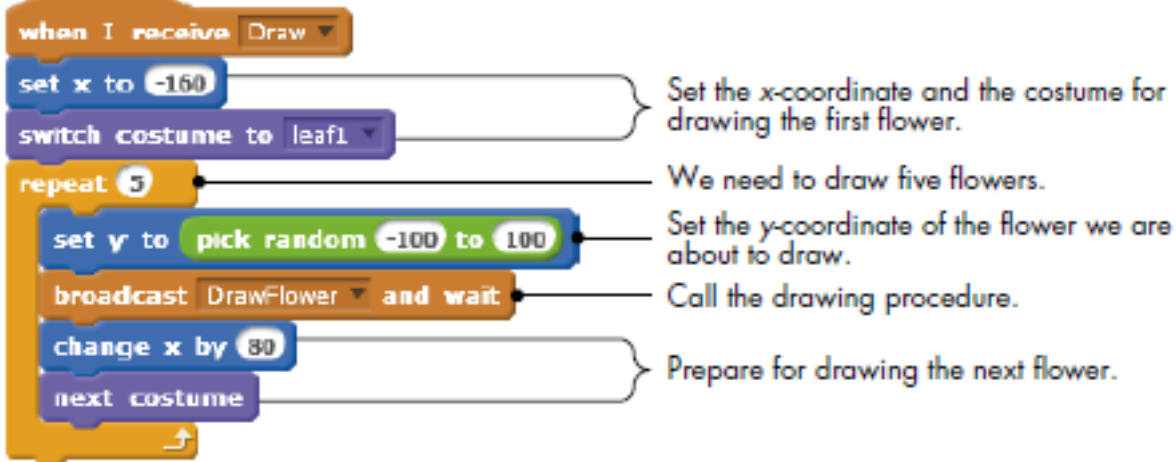 when I receive Draw
set x to -160
Set the x-coordinate and the costume for
switch costume to leaf1
drawing the first flower.
repeat 5
We need to draw five flowers.
set y to pick random -100 to 100
Set the y-coordinate of the flower we are
about to draw.
broadcast DrawFlower and wait
Call the drawing procedure.
change x by 80
Prepare for drawing the next flower.
next costume